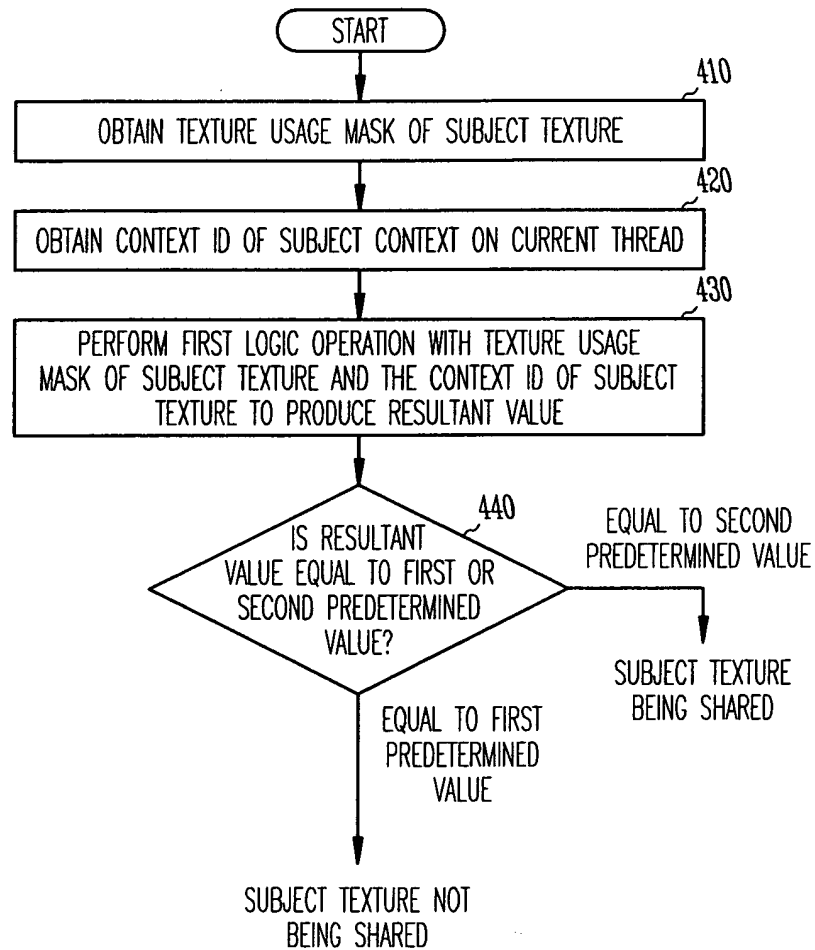 START
410
OBTAIN TEXTURE USAGE MASK OF SUBJECT TEXTURE
420
OBTAIN CONTEXT ID OF SUBJECT CONTEXT ON CURRENT THREAD
430
PERFORM FIRST LOGIC OPERATION WITH TEXTURE USAGE
MASK OF SUBJECT TEXTURE AND THE CONTEXT ID OF SUBJECT
TEXTURE TO PRODUCE RESULTANT VALUE
440
IS RESULTANT
VALUE EQUAL TO FIRST OR
SECOND PREDETERMINED
VALUE?
EQUAL TO SECOND
PREDETERMINED VALUE
SUBJECT TEXTURE
BEING SHARED
EQUAL TO FIRST
PREDETERMINED
VALUE
SUBJECT TEXTURE NOT
BEING SHARED